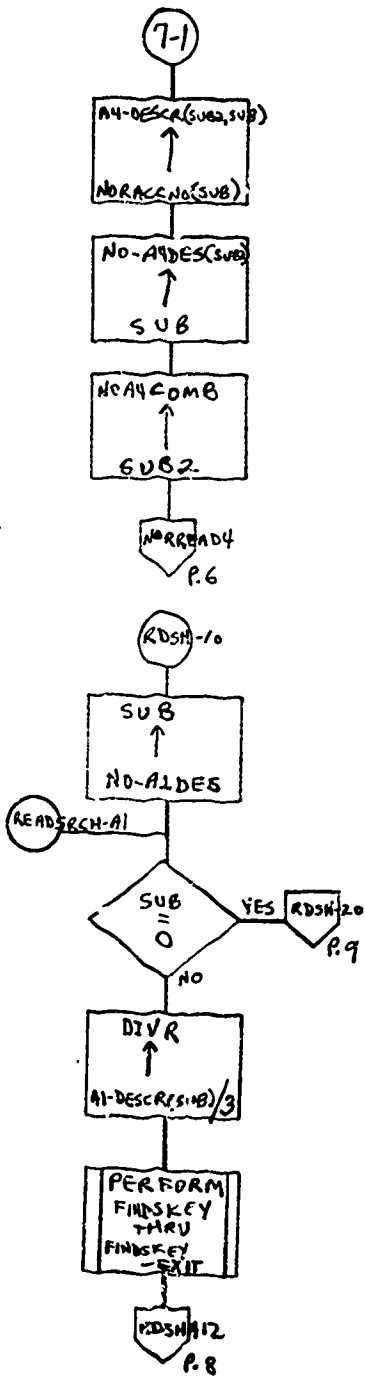 7-1
A4-DESCR(SUB2,SUB)
NORACCNO(SUB)
NO-A4DES(SUB2)
SUB
NOA4COMB
SUB2
NORREAD4
P.6
RDSH-10
SUB
NO-A1DES
READSRCH-A1
SUB
=
0
YES
RDSH-20
P.9
NO
DIVR
A1-DESCR(SUB)/3
PERFORM
FINDSKEY
THRU
FINDSKEY
-EXIT
RDSHA12
P.8